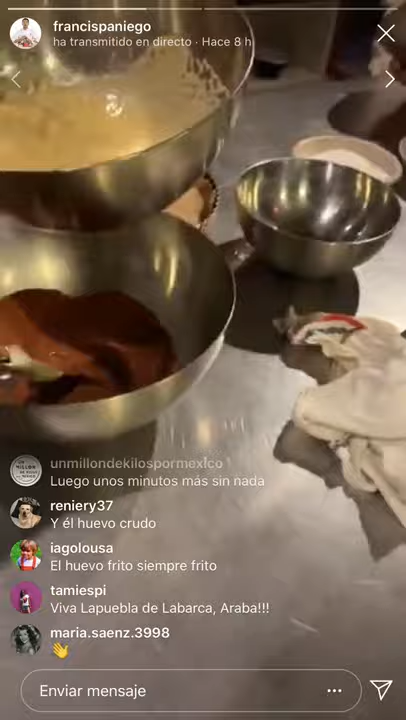 francispaniego
ha transmitido en directo · Hace 8 h
unmillondekilospormexico
Luego unos minutos más sin nada
reniery37
Y él huevo crudo
iagolousa
El huevo frito siempre frito
tamiespi
Viva Lapuebla de Labarca, Araba!!!
maria.saenz.3998
👋
Enviar mensaje